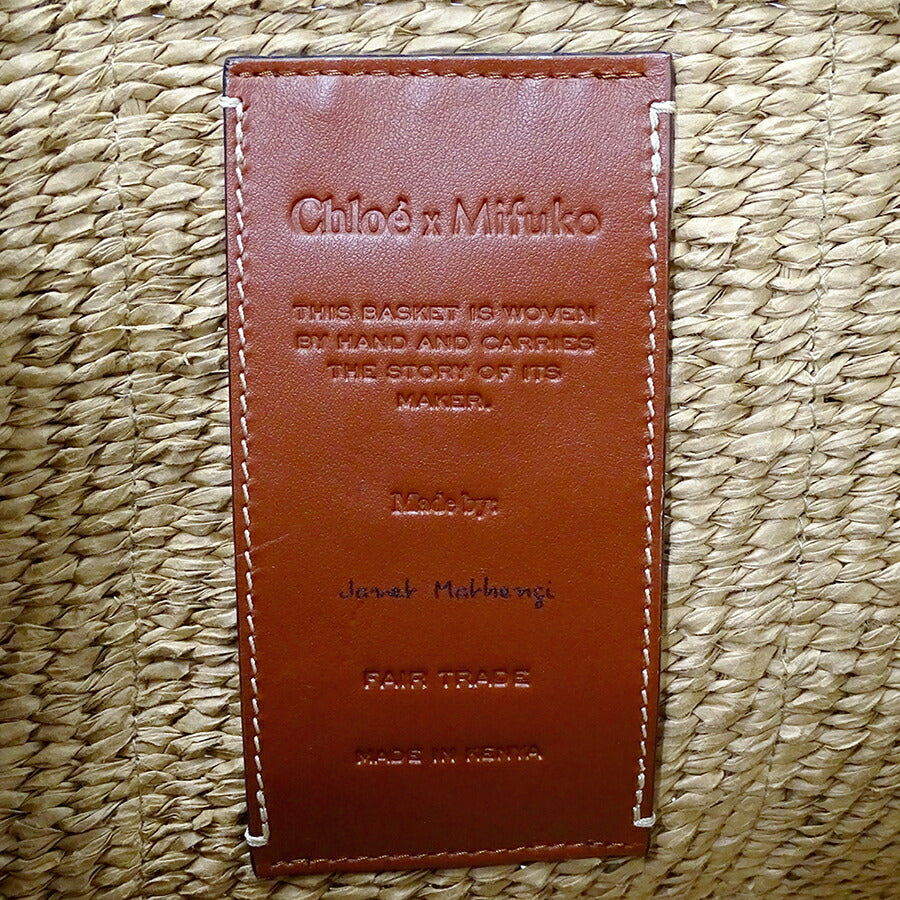 Chloé x Mifuko
THIS BASKET IS WOVEN
BY HAND AND CARRIES
THE STORY OF ITS
MAKER.
Made by:
Janet Mathengi
FAIR TRADE
MADE IN KENYA